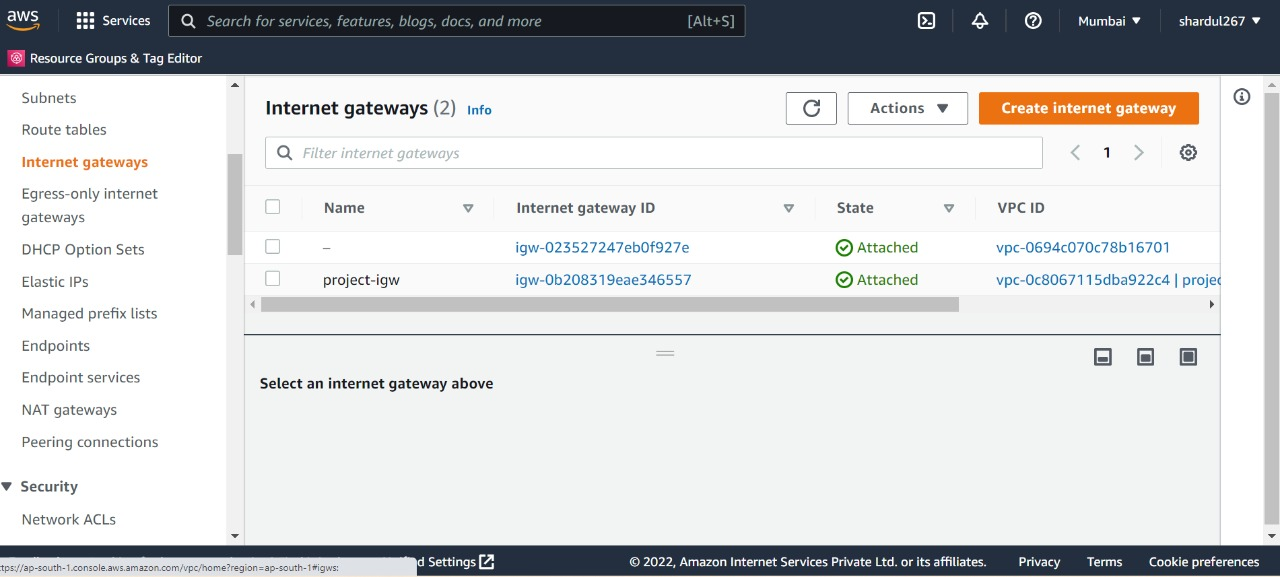 aws Services Search for services, features, blogs, docs, and more [Alt+S] Mumbai ▼ shardul267 ▼
Resource Groups & Tag Editor
Subnets
Route tables
Internet gateways
Egress-only internet
gateways
DHCP Option Sets
Elastic IPs
Managed prefix lists
Endpoints
Endpoint services
NAT gateways
Peering connections
▼ Security
Network ACLs
Internet gateways (2) Info
Actions ▼
Create internet gateway
Filter internet gateways
1
Name Internet gateway ID State VPC ID
– igw-023527247eb0f927e Attached vpc-0694c070c78b16701
project-igw igw-0b208319eae346557 Attached vpc-0c8067115dba922c4 | projec
Select an internet gateway above
Settings © 2022, Amazon Internet Services Private Ltd. or its affiliates. Privacy Terms Cookie preferences
ttps://ap-south-1.console.aws.amazon.com/vpc/home?region=ap-south-1#igws: